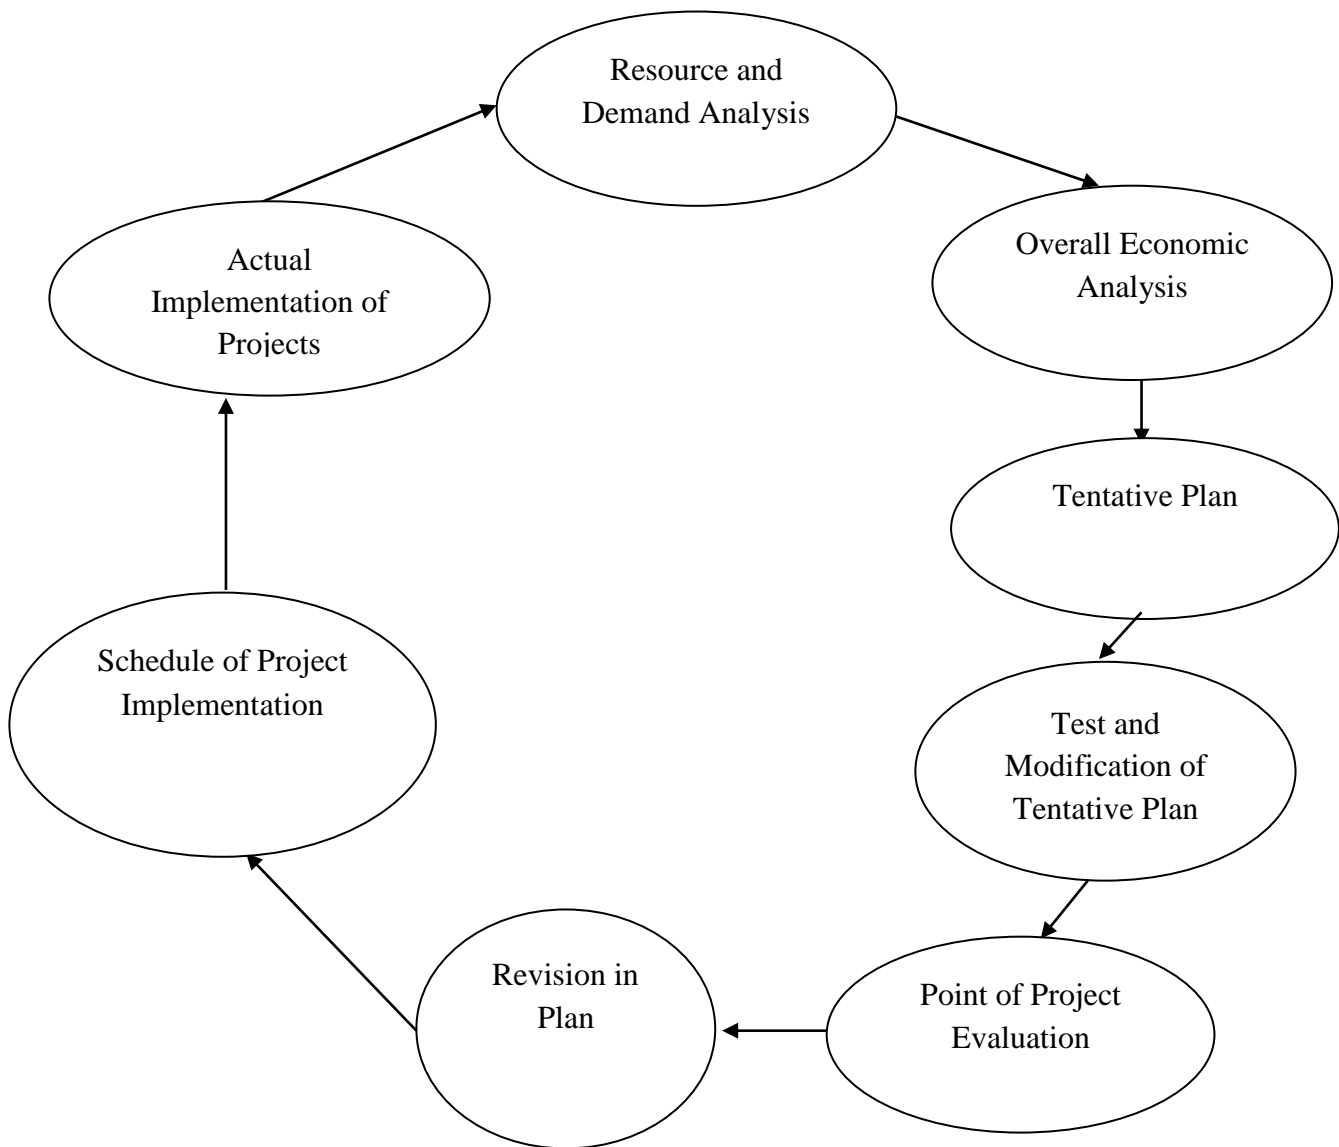 Resource and
Demand Analysis
Overall Economic
Analysis
Tentative Plan
Test and
Modification of
Tentative Plan
Point of Project
Evaluation
Revision in
Plan
Schedule of Project
Implementation
Actual
Implementation of
Projects